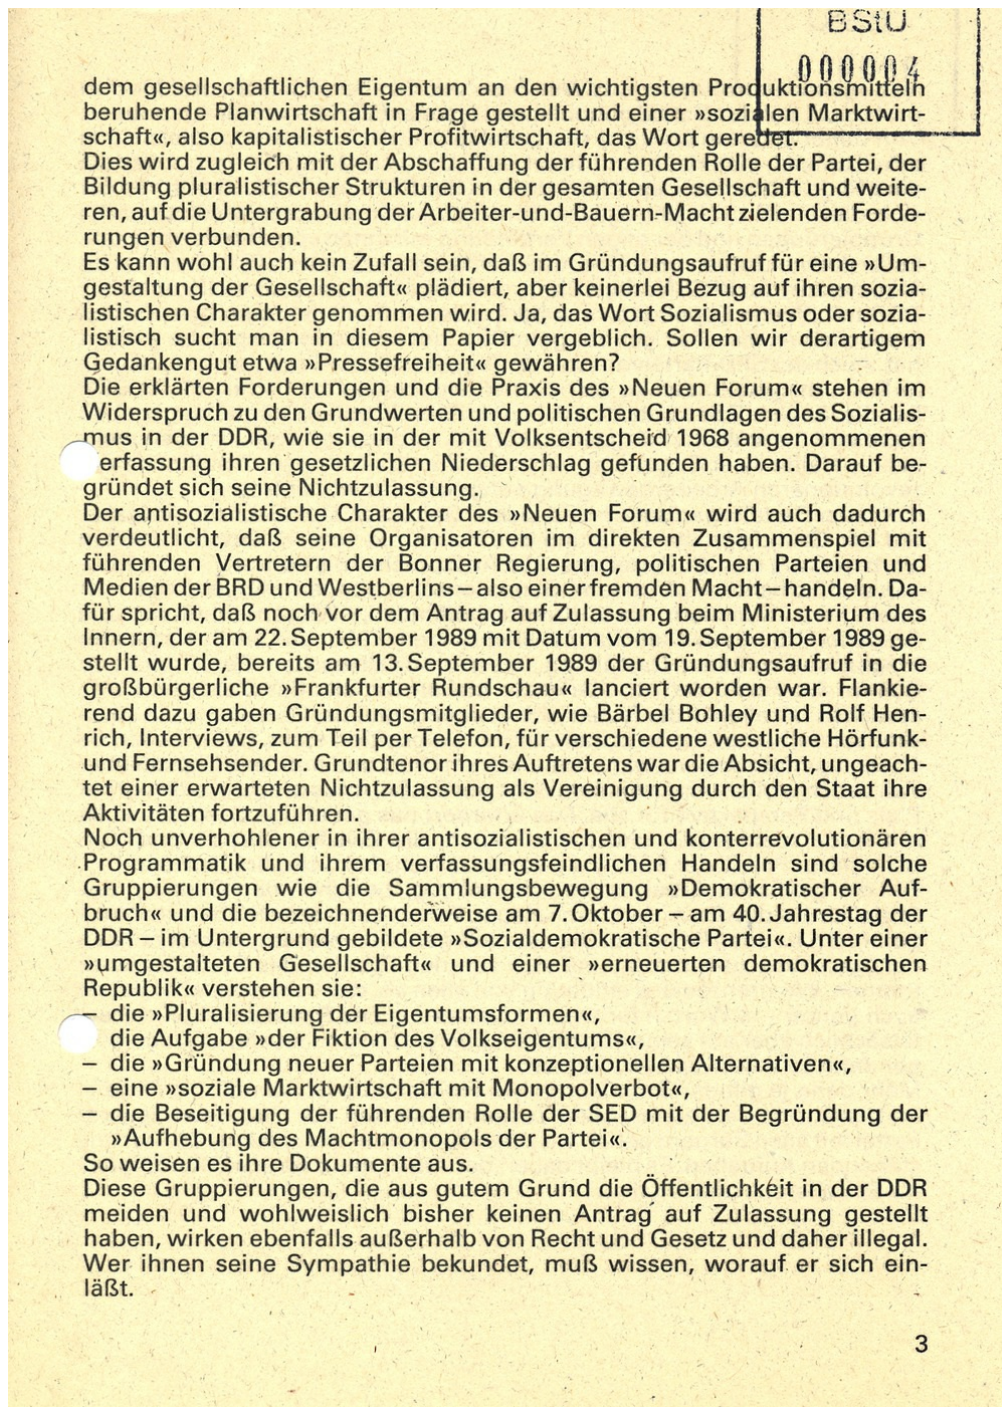 BStU
000004
dem gesellschaftlichen Eigentum an den wichtigsten Produktionsmitteln
beruhende Planwirtschaft in Frage gestellt und einer »sozialen Marktwirt-
schaft«, also kapitalistischer Profitwirtschaft, das Wort geredet.
Dies wird zugleich mit der Abschaffung der führenden Rolle der Partei, der
Bildung pluralistischer Strukturen in der gesamten Gesellschaft und weite-
ren, auf die Untergrabung der Arbeiter-und-Bauern-Macht zielenden Forde-
rungen verbunden.
Es kann wohl auch kein Zufall sein, daß im Gründungsaufruf für eine »Um-
gestaltung der Gesellschaft« plädiert, aber keinerlei Bezug auf ihren sozia-
listischen Charakter genommen wird. Ja, das Wort Sozialismus oder sozia-
listisch sucht man in diesem Papier vergeblich. Sollen wir derartigem
Gedankengut etwa »Pressefreiheit« gewähren?
Die erklärten Forderungen und die Praxis des »Neuen Forum« stehen im
Widerspruch zu den Grundwerten und politischen Grundlagen des Sozialis-
mus in der DDR, wie sie in der mit Volksentscheid 1968 angenommenen
erfassung ihren gesetzlichen Niederschlag gefunden haben. Darauf be-
gründet sich seine Nichtzulassung.
Der antisozialistische Charakter des »Neuen Forum« wird auch dadurch
verdeutlicht, daß seine Organisatoren im direkten Zusammenspiel mit
führenden Vertretern der Bonner Regierung, politischen Parteien und
Medien der BRD und Westberlins – also einer fremden Macht – handeln. Da-
für spricht, daß noch vor dem Antrag auf Zulassung beim Ministerium des
Innern, der am 22. September 1989 mit Datum vom 19. September 1989 ge-
stellt wurde, bereits am 13. September 1989 der Gründungsaufruf in die
großbürgerliche »Frankfurter Rundschau« lanciert worden war. Flankie-
rend dazu gaben Gründungsmitglieder, wie Bärbel Bohley und Rolf Hen-
rich, Interviews, zum Teil per Telefon, für verschiedene westliche Hörfunk-
und Fernsehsender. Grundtenor ihres Auftretens war die Absicht, ungeach-
tet einer erwarteten Nichtzulassung als Vereinigung durch den Staat ihre
Aktivitäten fortzuführen.
Noch unverhohlener in ihrer antisozialistischen und konterrevolutionären
Programmatik und ihrem verfassungsfeindlichen Handeln sind solche
Gruppierungen wie die Sammlungsbewegung »Demokratischer Auf-
bruch« und die bezeichnenderweise am 7. Oktober – am 40. Jahrestag der
DDR – im Untergrund gebildete »Sozialdemokratische Partei«. Unter einer
»umgestalteten Gesellschaft« und einer »erneuerten demokratischen
Republik« verstehen sie:
– die »Pluralisierung der Eigentumsformen«,
die Aufgabe »der Fiktion des Volkseigentums«,
– die »Gründung neuer Parteien mit konzeptionellen Alternativen«,
– eine »soziale Marktwirtschaft mit Monopolverbot«,
– die Beseitigung der führenden Rolle der SED mit der Begründung der
»Aufhebung des Machtmonopols der Partei«.
So weisen es ihre Dokumente aus.
Diese Gruppierungen, die aus gutem Grund die Öffentlichkeit in der DDR
meiden und wohlweislich bisher keinen Antrag auf Zulassung gestellt
haben, wirken ebenfalls außerhalb von Recht und Gesetz und daher illegal.
Wer ihnen seine Sympathie bekundet, muß wissen, worauf er sich ein-
läßt.
3